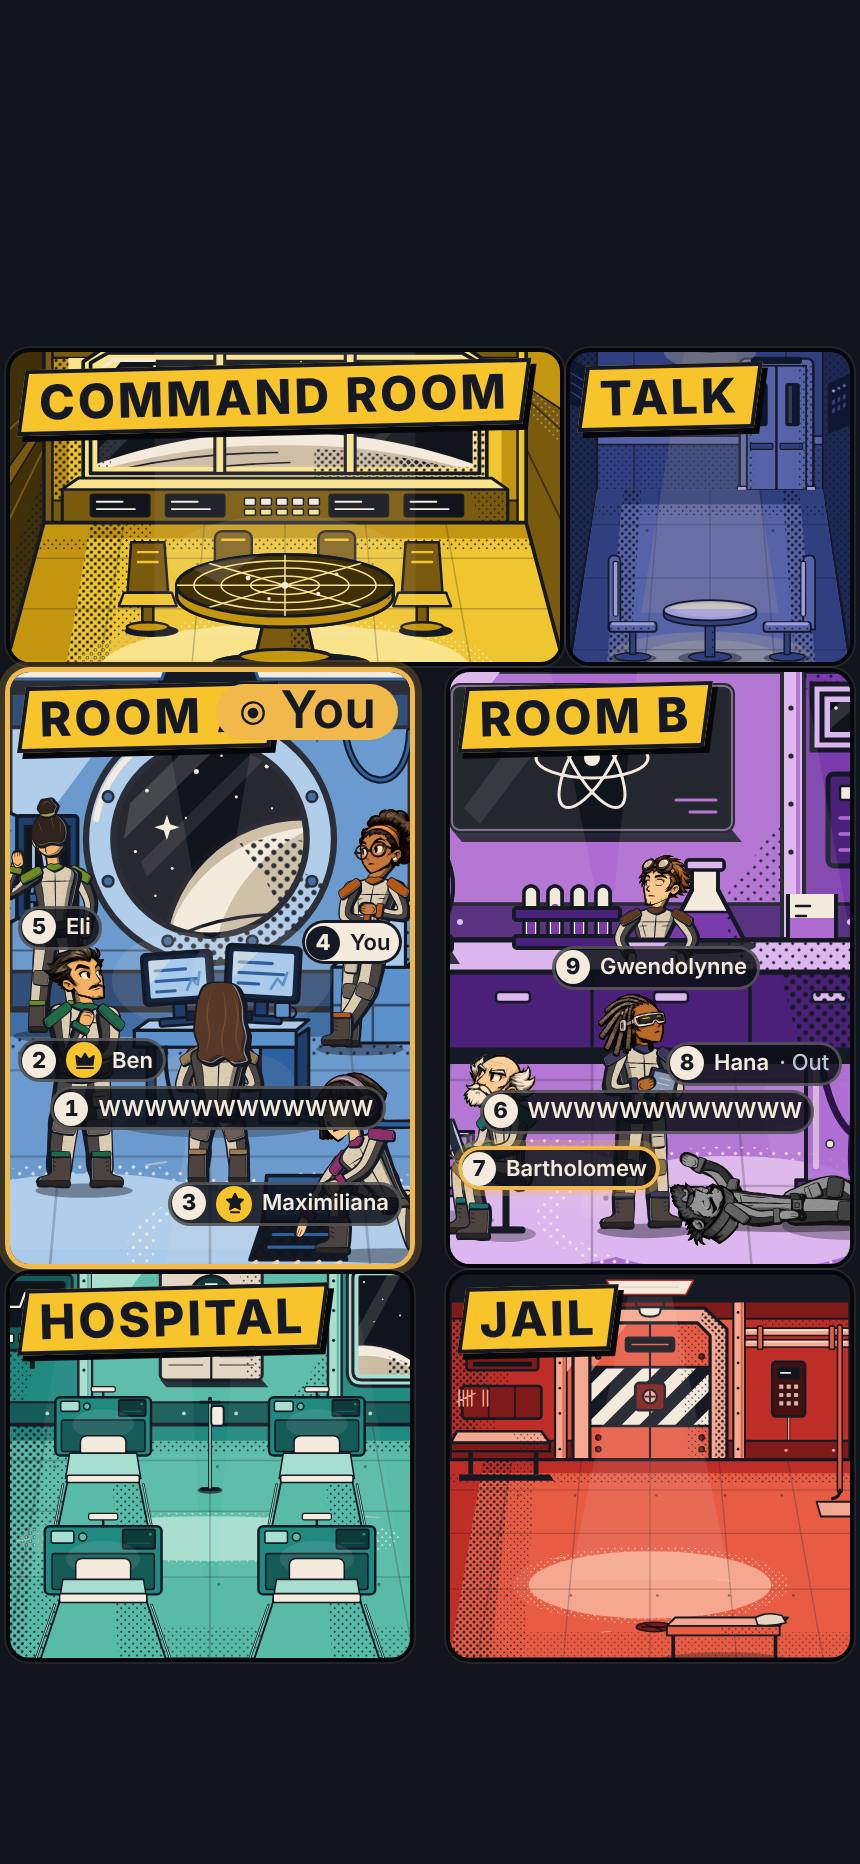 COMMAND ROOM
TALK
ROOM
You
ROOM B
5 Eli
4 You
9 Gwendolynne
2 Ben
8 Hana · Out
1 WWWWWWWWWWWW
6 WWWWWWWWWWWW
7 Bartholomew
3 Maximiliana
HOSPITAL
JAIL